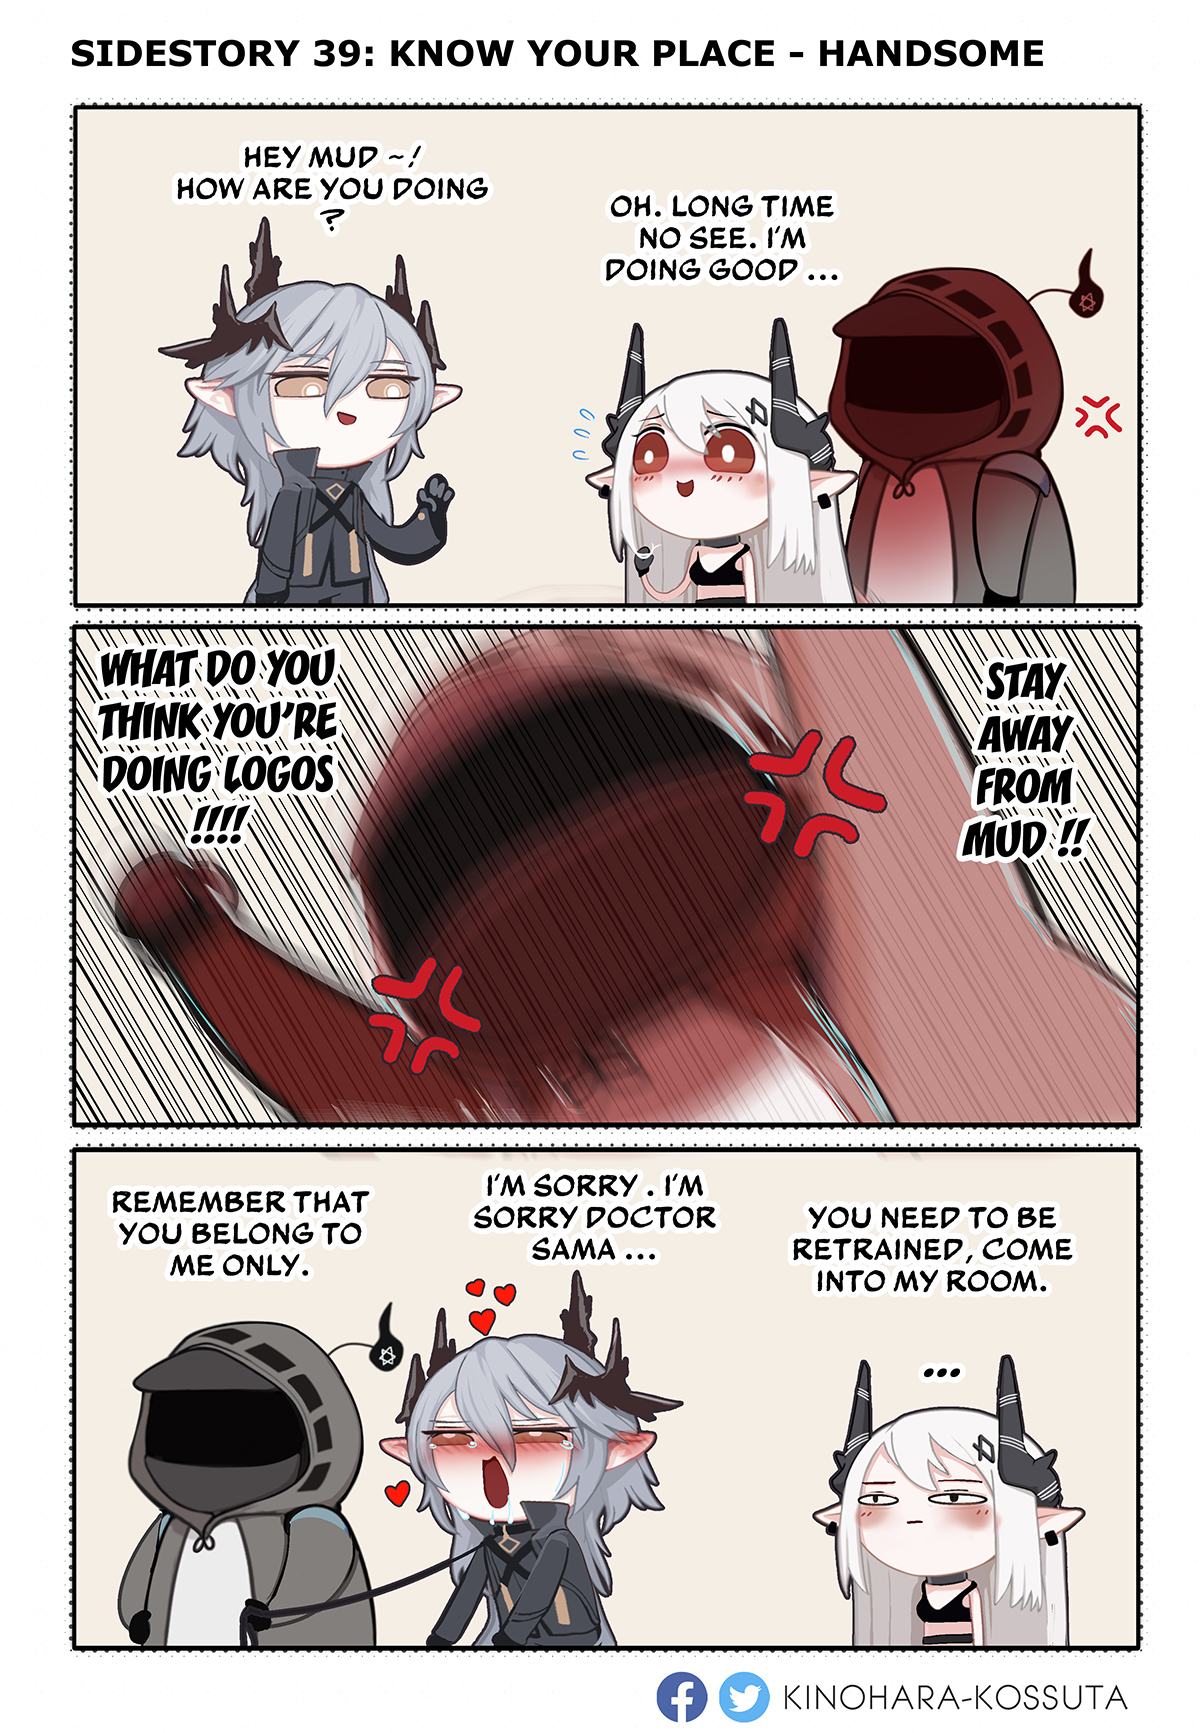 SIDESTORY 39: KNOW YOUR PLACE - HANDSOME
HEY MUD ~!
HOW ARE YOU DOING
?
OH. LONG TIME
NO SEE. I'M
DOING GOOD ...
WHAT DO YOU
THINK YOU'RE
DOING LOGOS
!!!!
STAY
AWAY
FROM
MUD !!
REMEMBER THAT
YOU BELONG TO
ME ONLY.
I'M SORRY . I'M
SORRY DOCTOR
SAMA ...
YOU NEED TO BE
RETRAINED, COME
INTO MY ROOM.
...
KINOHARA-KOSSUTA